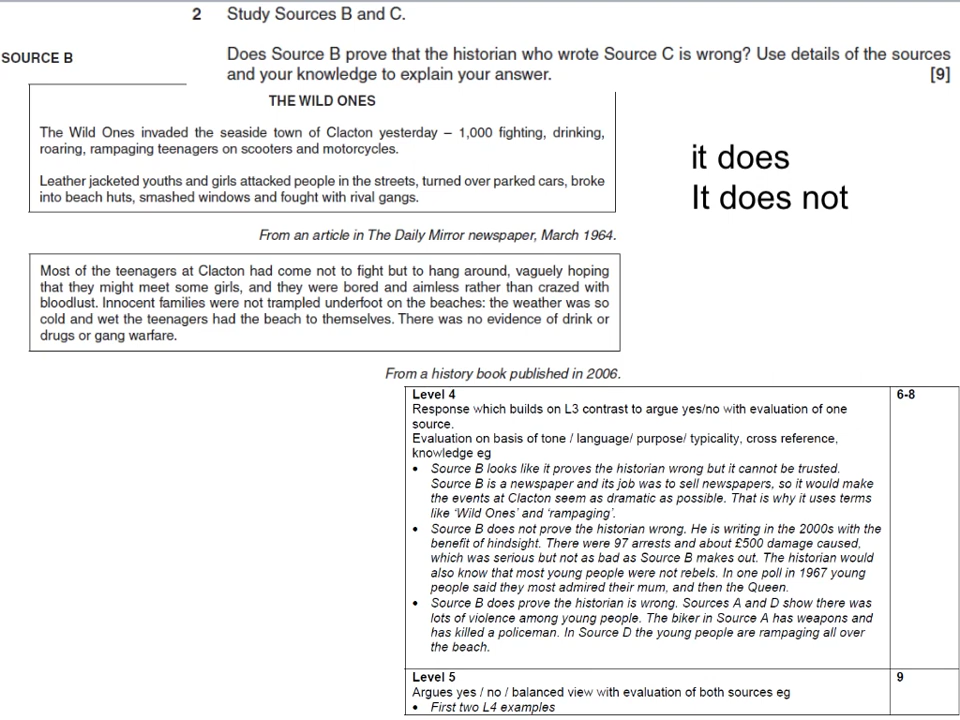 2 Study Sources B and C.
Does Source B prove that the historian who wrote Source C is wrong? Use details of the sources
and your knowledge to explain your answer. [9]
SOURCE B
THE WILD ONES
The Wild Ones invaded the seaside town of Clacton yesterday – 1,000 fighting, drinking,
roaring, rampaging teenagers on scooters and motorcycles.
Leather jacketed youths and girls attacked people in the streets, turned over parked cars, broke
into beach huts, smashed windows and fought with rival gangs.
From an article in The Daily Mirror newspaper, March 1964.
it does
It does not
Most of the teenagers at Clacton had come not to fight but to hang around, vaguely hoping
that they might meet some girls, and they were bored and aimless rather than crazed with
bloodlust. Innocent families were not trampled underfoot on the beaches: the weather was so
cold and wet the teenagers had the beach to themselves. There was no evidence of drink or
drugs or gang warfare.
From a history book published in 2006.
Level 4 6-8
Response which builds on L3 contrast to argue yes/no with evaluation of one
source.
Evaluation on basis of tone / language/ purpose/ typicality, cross reference,
knowledge eg
• Source B looks like it proves the historian wrong but it cannot be trusted.
Source B is a newspaper and its job was to sell newspapers, so it would make
the events at Clacton seem as dramatic as possible. That is why it uses terms
like 'Wild Ones' and 'rampaging'.
• Source B does not prove the historian wrong. He is writing in the 2000s with the
benefit of hindsight. There were 97 arrests and about £500 damage caused,
which was serious but not as bad as Source B makes out. The historian would
also know that most young people were not rebels. In one poll in 1967 young
people said they most admired their mum, and then the Queen.
• Source B does prove the historian is wrong. Sources A and D show there was
lots of violence among young people. The biker in Source A has weapons and
has killed a policeman. In Source D the young people are rampaging all over
the beach.
Level 5 9
Argues yes / no / balanced view with evaluation of both sources eg
• First two L4 examples